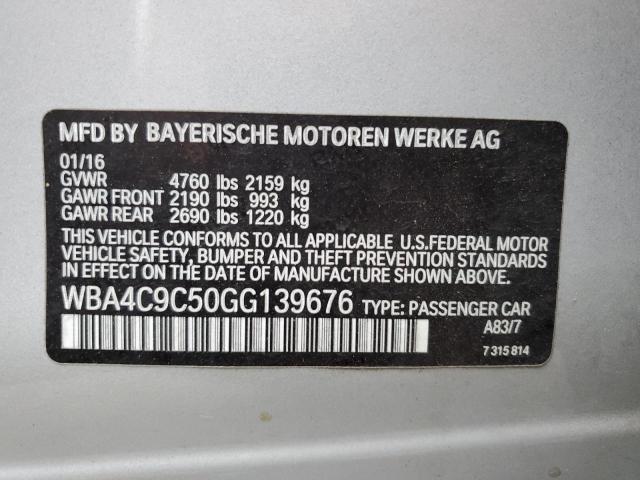 MFD BY BAYERISCHE MOTOREN WERKE AG
01/16
GVWR 4760 lbs 2159 kg
GAWR FRONT 2190 lbs 993 kg
GAWR REAR 2690 lbs 1220 kg
THIS VEHICLE CONFORMS TO ALL APPLICABLE U.S.FEDERAL MOTOR
VEHICLE SAFETY, BUMPER AND THEFT PREVENTION STANDARDS
IN EFFECT ON THE DATE OF MANUFACTURE SHOWN ABOVE.
WBA4C9C50GG139676 TYPE: PASSENGER CAR
A83/7
7 315 814